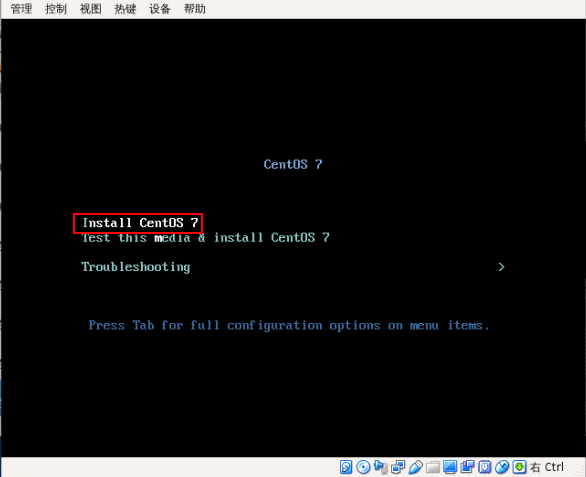 管理 控制 视图 热键 设备 帮助
CentOS 7
Install CentOS 7
Test this media & install CentOS 7
Troubleshooting >
Press Tab for full configuration options on menu items.
右 Ctrl